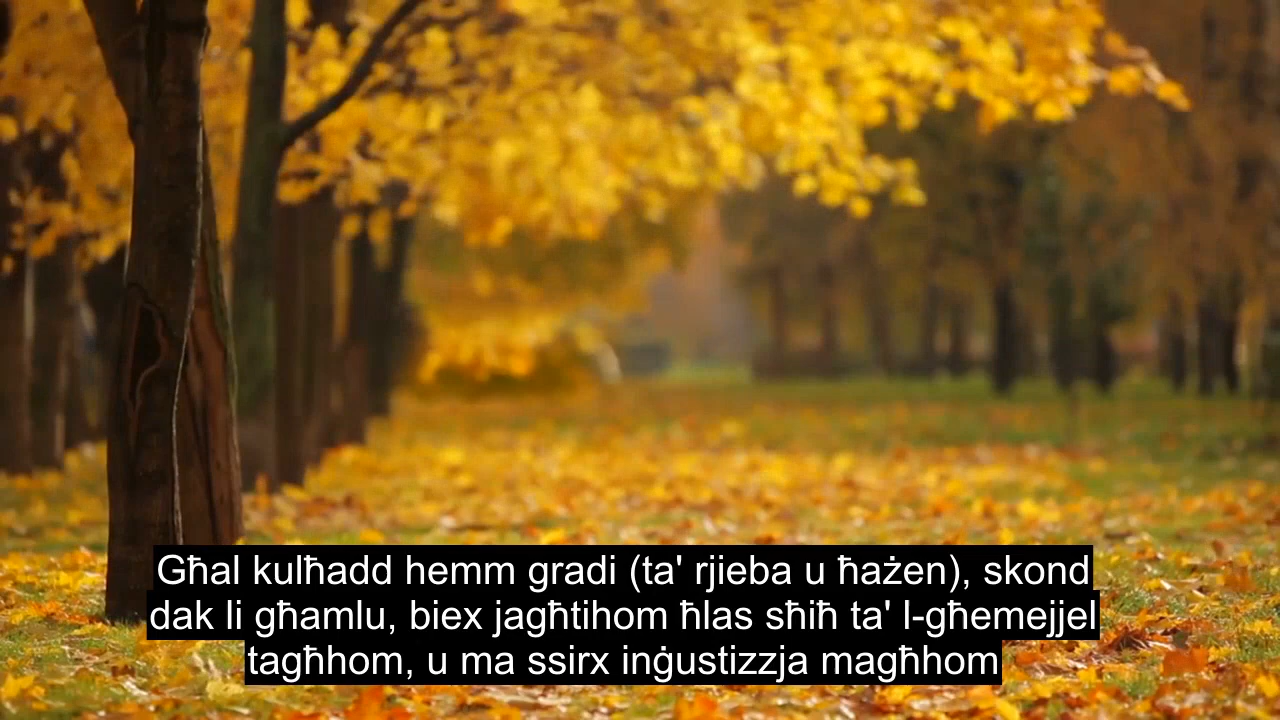 Għal kulħadd hemm gradi (ta' rjieba u ħażen), skond
dak li għamlu, biex jagħtihom ħlas sħiħ ta' l-għemejjel
tagħhom, u ma ssirx inġustizzja magħhom